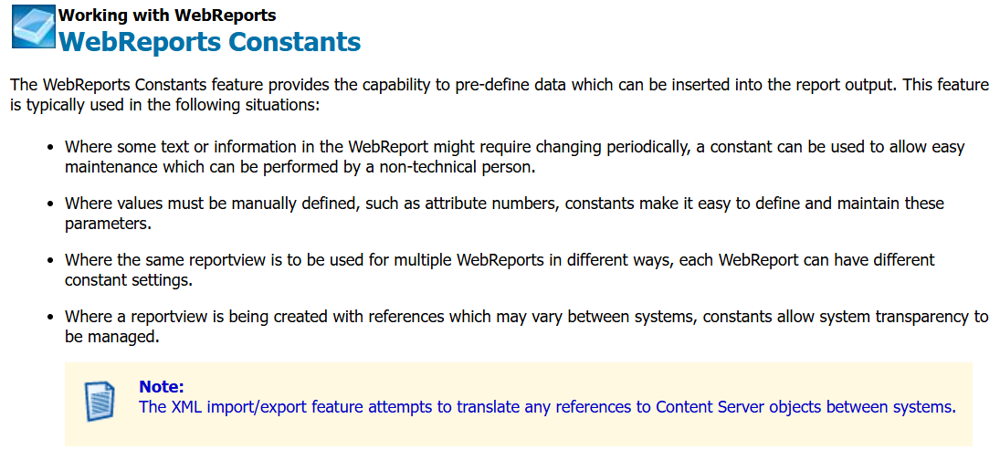 Working with WebReports
WebReports Constants
The WebReports Constants feature provides the capability to pre-define data which can be inserted into the report output. This feature
is typically used in the following situations:
• Where some text or information in the WebReport might require changing periodically, a constant can be used to allow easy
maintenance which can be performed by a non-technical person.
• Where values must be manually defined, such as attribute numbers, constants make it easy to define and maintain these
parameters.
• Where the same reportview is to be used for multiple WebReports in different ways, each WebReport can have different
constant settings.
• Where a reportview is being created with references which may vary between systems, constants allow system transparency to
be managed.
Note:
The XML import/export feature attempts to translate any references to Content Server objects between systems.